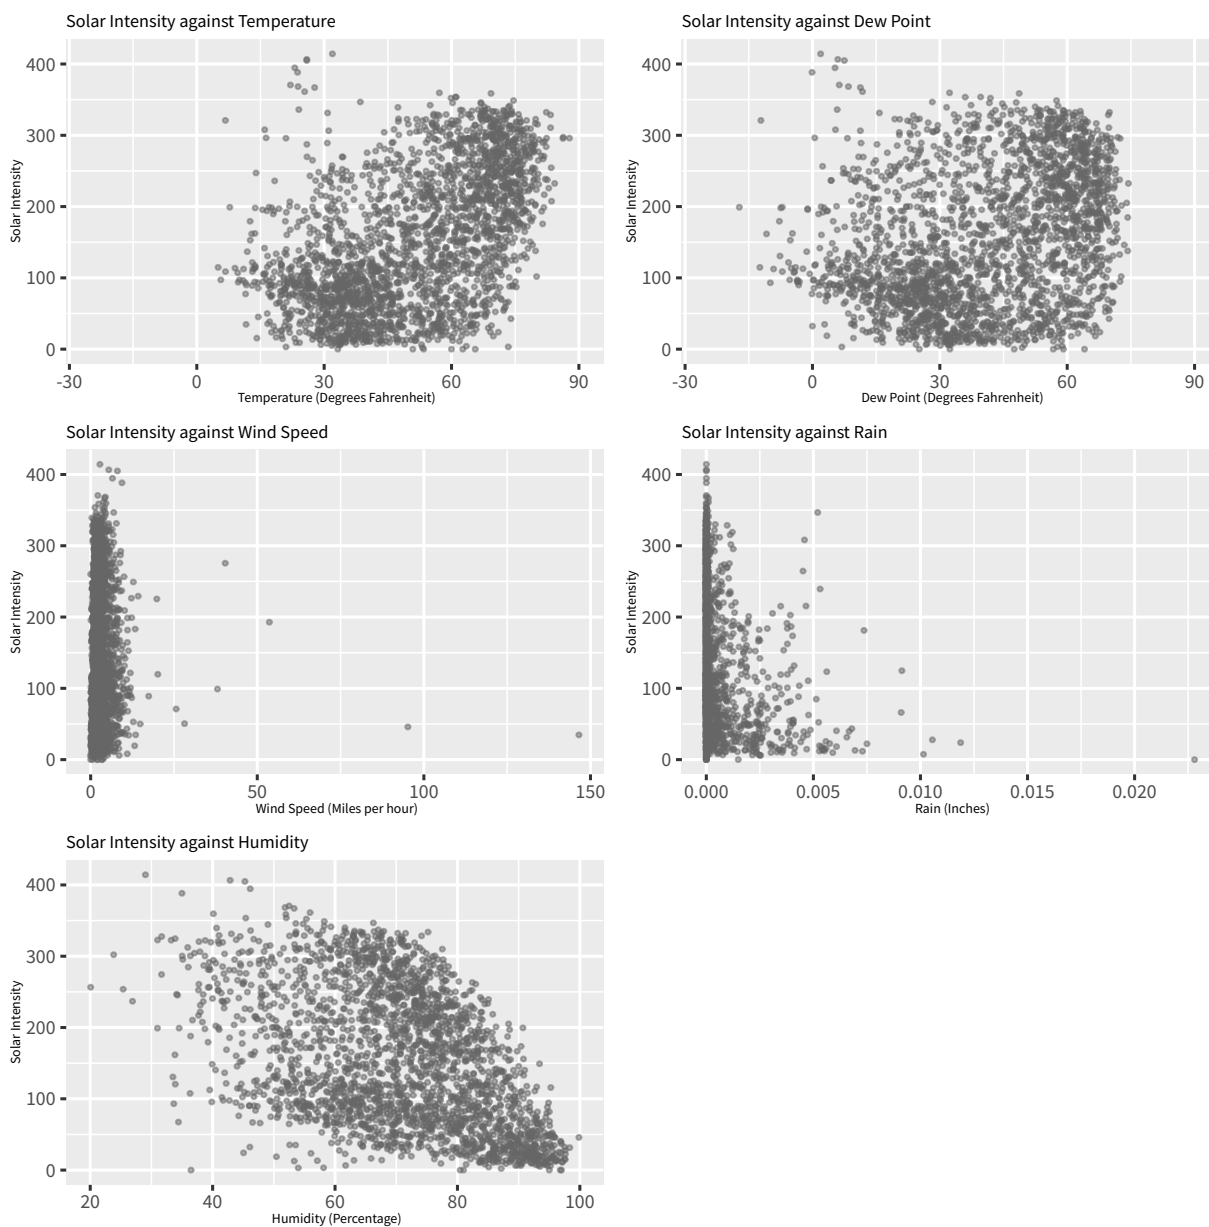 Solar Intensity against Temperature
Solar Intensity
400
300
200
100
0
-30 0 30 60 90
Temperature (Degrees Fahrenheit)
Solar Intensity against Dew Point
Solar Intensity
400
300
200
100
0
-30 0 30 60 90
Dew Point (Degrees Fahrenheit)
Solar Intensity against Wind Speed
Solar Intensity
400
300
200
100
0
0 50 100 150
Wind Speed (Miles per hour)
Solar Intensity against Rain
Solar Intensity
400
300
200
100
0
0.000 0.005 0.010 0.015 0.020
Rain (Inches)
Solar Intensity against Humidity
Solar Intensity
400
300
200
100
0
20 40 60 80 100
Humidity (Percentage)